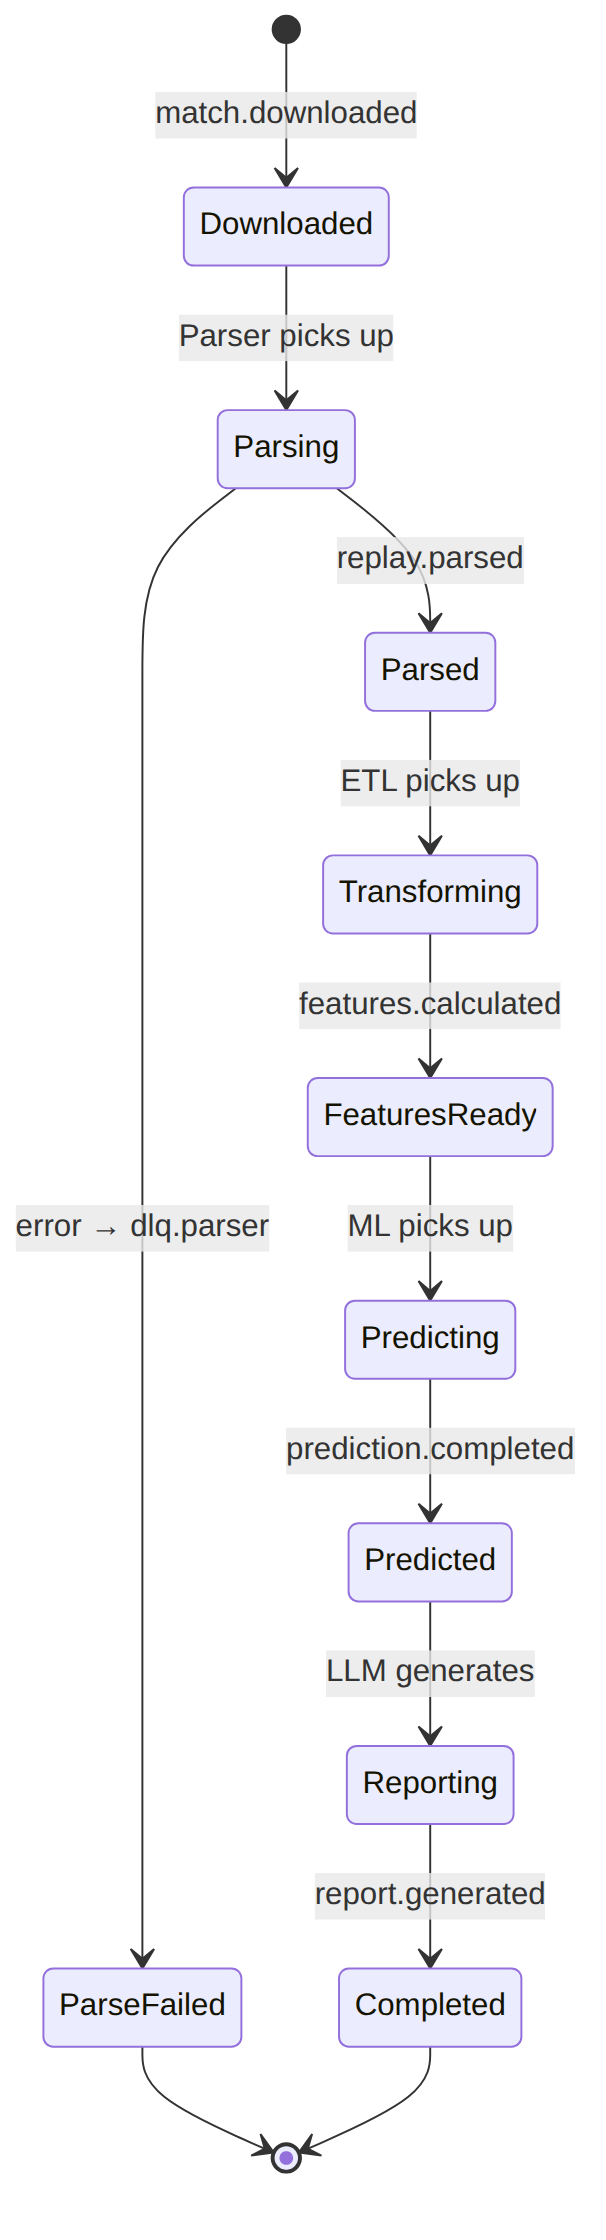 match.downloaded
Downloaded
Parser picks up
Parsing
replay.parsed
Parsed
ETL picks up
Transforming
features.calculated
FeaturesReady
error → dlq.parser
ML picks up
Predicting
prediction.completed
Predicted
LLM generates
Reporting
report.generated
ParseFailed
Completed